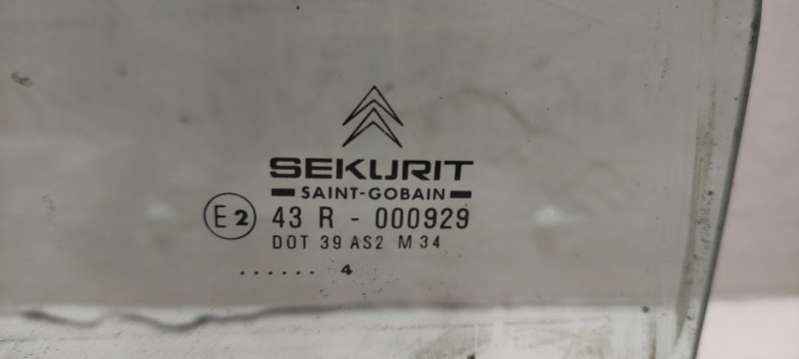 SEKURIT
SAINT-GOBAIN
E2 43 R - 000929
DOT 39 AS2 M 34
...... 4